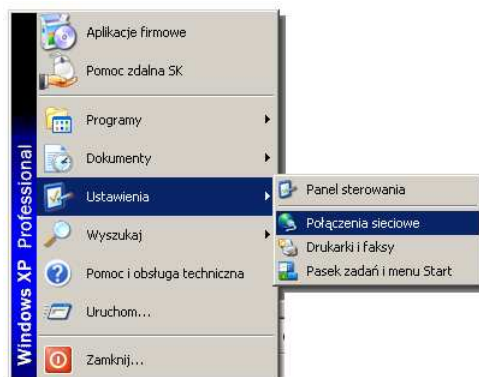 Aplikacje firmowe
Pomoc zdalna SK
Programy
Dokumenty
Ustawienia
Wyszukaj
Pomoc i obsługa techniczna
Uruchom...
Zamknij...
Windows XP Professional
Panel sterowania
Połączenia sieciowe
Drukarki i faksy
Pasek zadań i menu Start